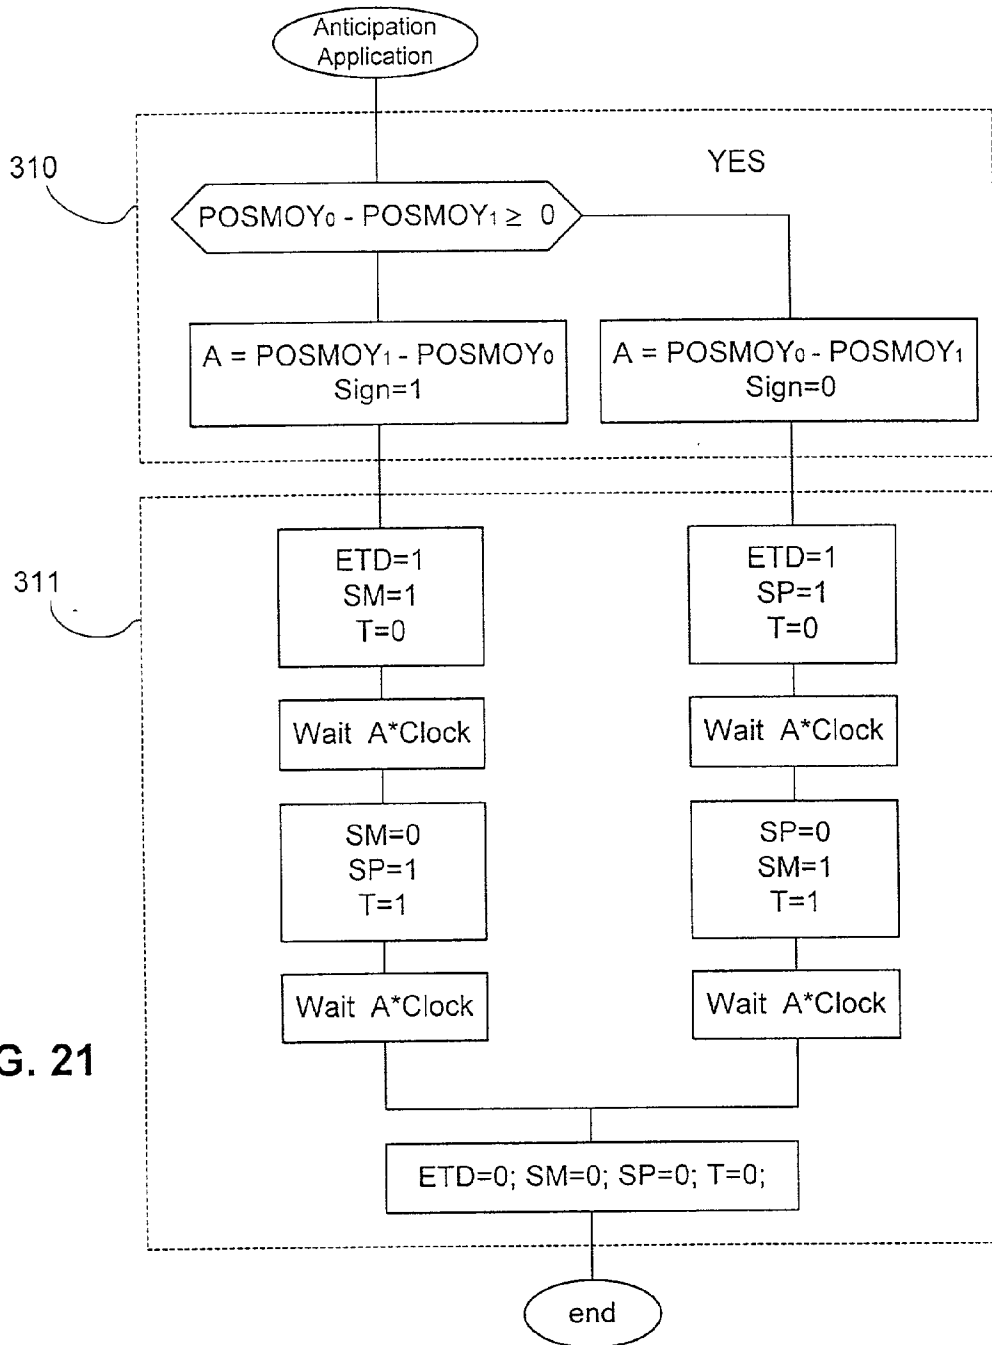 Anticipation
Application
310
YES
POSMOY₀ - POSMOY₁ ≥ 0
A = POSMOY₁ - POSMOY₀
Sign=1
A = POSMOY₀ - POSMOY₁
Sign=0
311
ETD=1
SM=1
T=0
ETD=1
SP=1
T=0
Wait A*Clock
Wait A*Clock
SM=0
SP=1
T=1
SP=0
SM=1
T=1
Wait A*Clock
Wait A*Clock
G. 21
ETD=0; SM=0; SP=0; T=0;
end